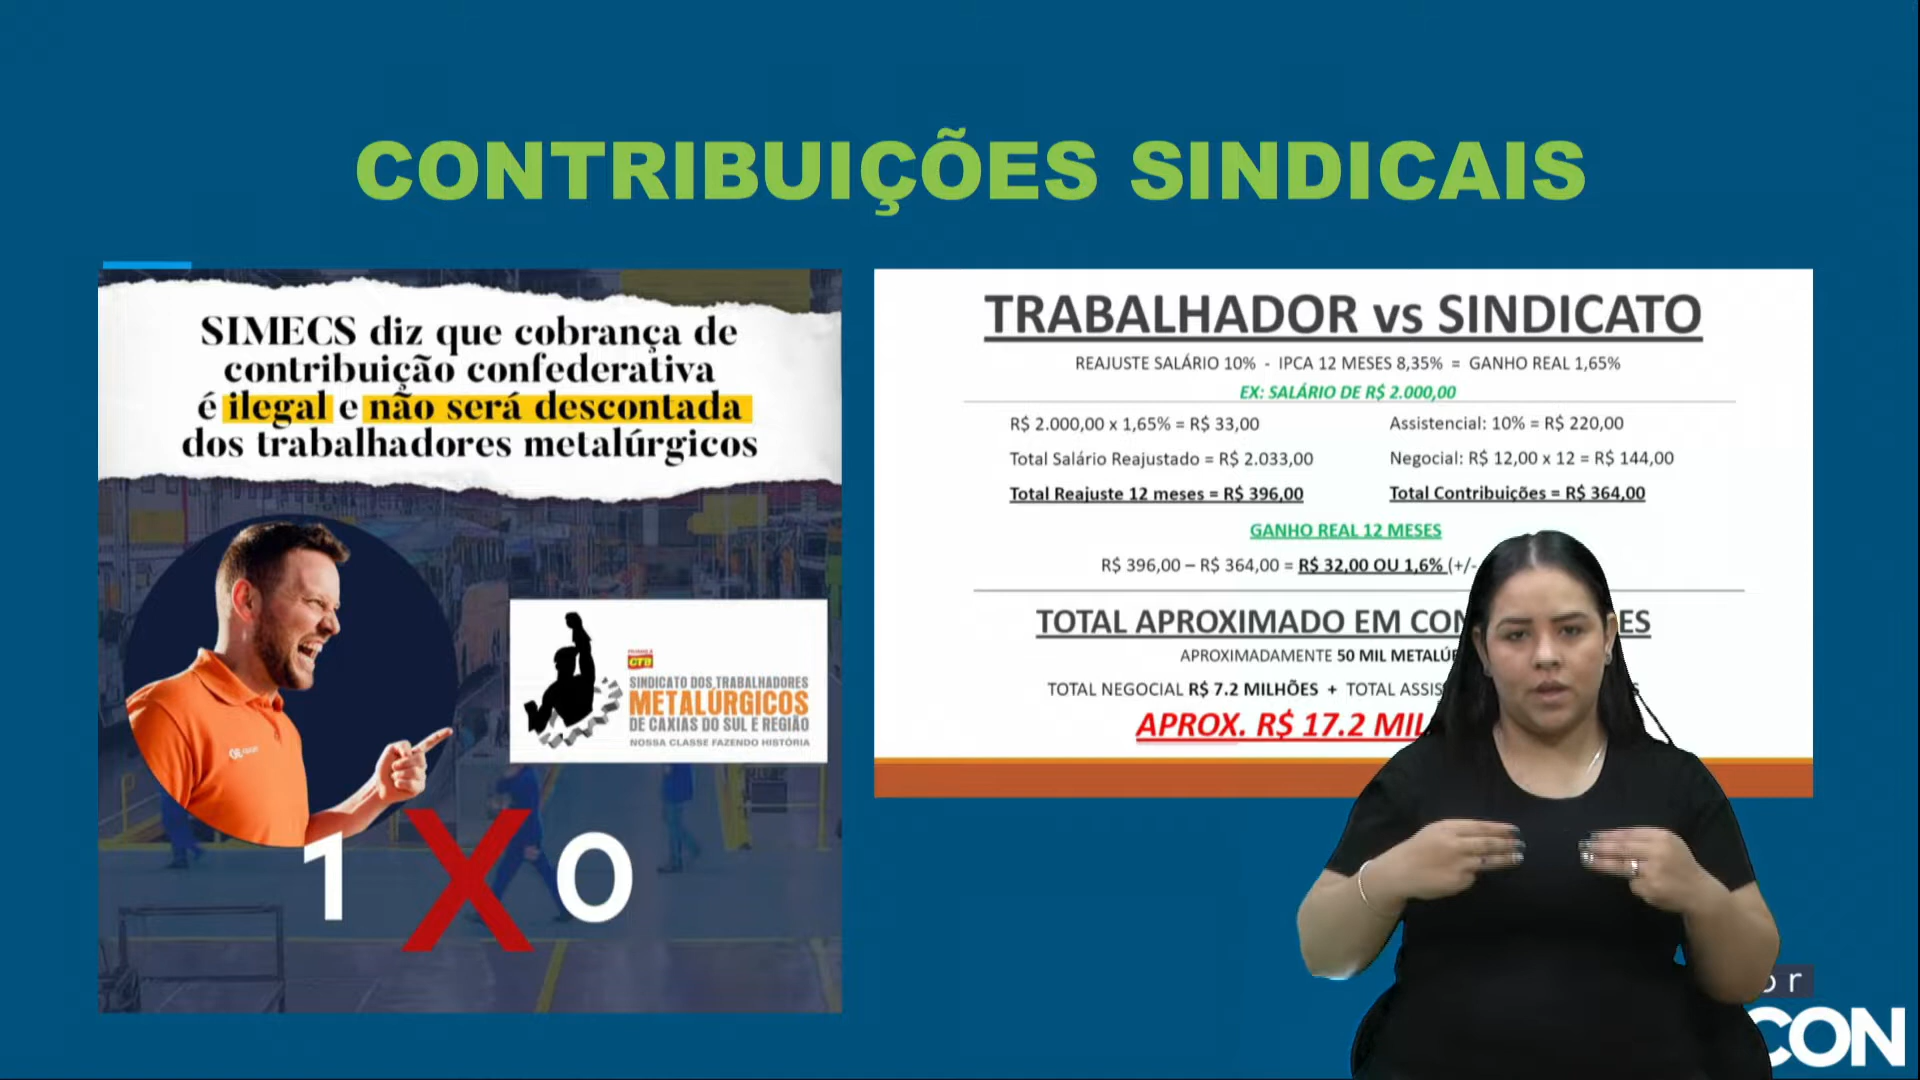 CONTRIBUIÇÕES SINDICAIS
SIMECS diz que cobrança de
contribuição confederativa
é ilegal e não será descontada
dos trabalhadores metalúrgicos
CTB
SINDICATO DOS TRABALHADORES
METALÚRGICOS
DE CAXIAS DO SUL E REGIÃO
NOSSA CLASSE FAZENDO HISTÓRIA
1 X 0
TRABALHADOR vs SINDICATO
REAJUSTE SALÁRIO 10% - IPCA 12 MESES 8,35% = GANHO REAL 1,65%
EX: SALÁRIO DE R$ 2.000,00
R$ 2.000,00 x 1,65% = R$ 33,00
Total Salário Reajustado = R$ 2.033,00
Total Reajuste 12 meses = R$ 396,00
Assistencial: 10% = R$ 220,00
Negocial: R$ 12,00 x 12 = R$ 144,00
Total Contribuições = R$ 364,00
GANHO REAL 12 MESES
R$ 396,00 – R$ 364,00 = R$ 32,00 OU 1,6% (+/-
TOTAL APROXIMADO EM CON ES
APROXIMADAMENTE 50 MIL METALÚR
TOTAL NEGOCIAL R$ 7.2 MILHÕES + TOTAL ASSIS S
APROX. R$ 17.2 MIL
or
CON